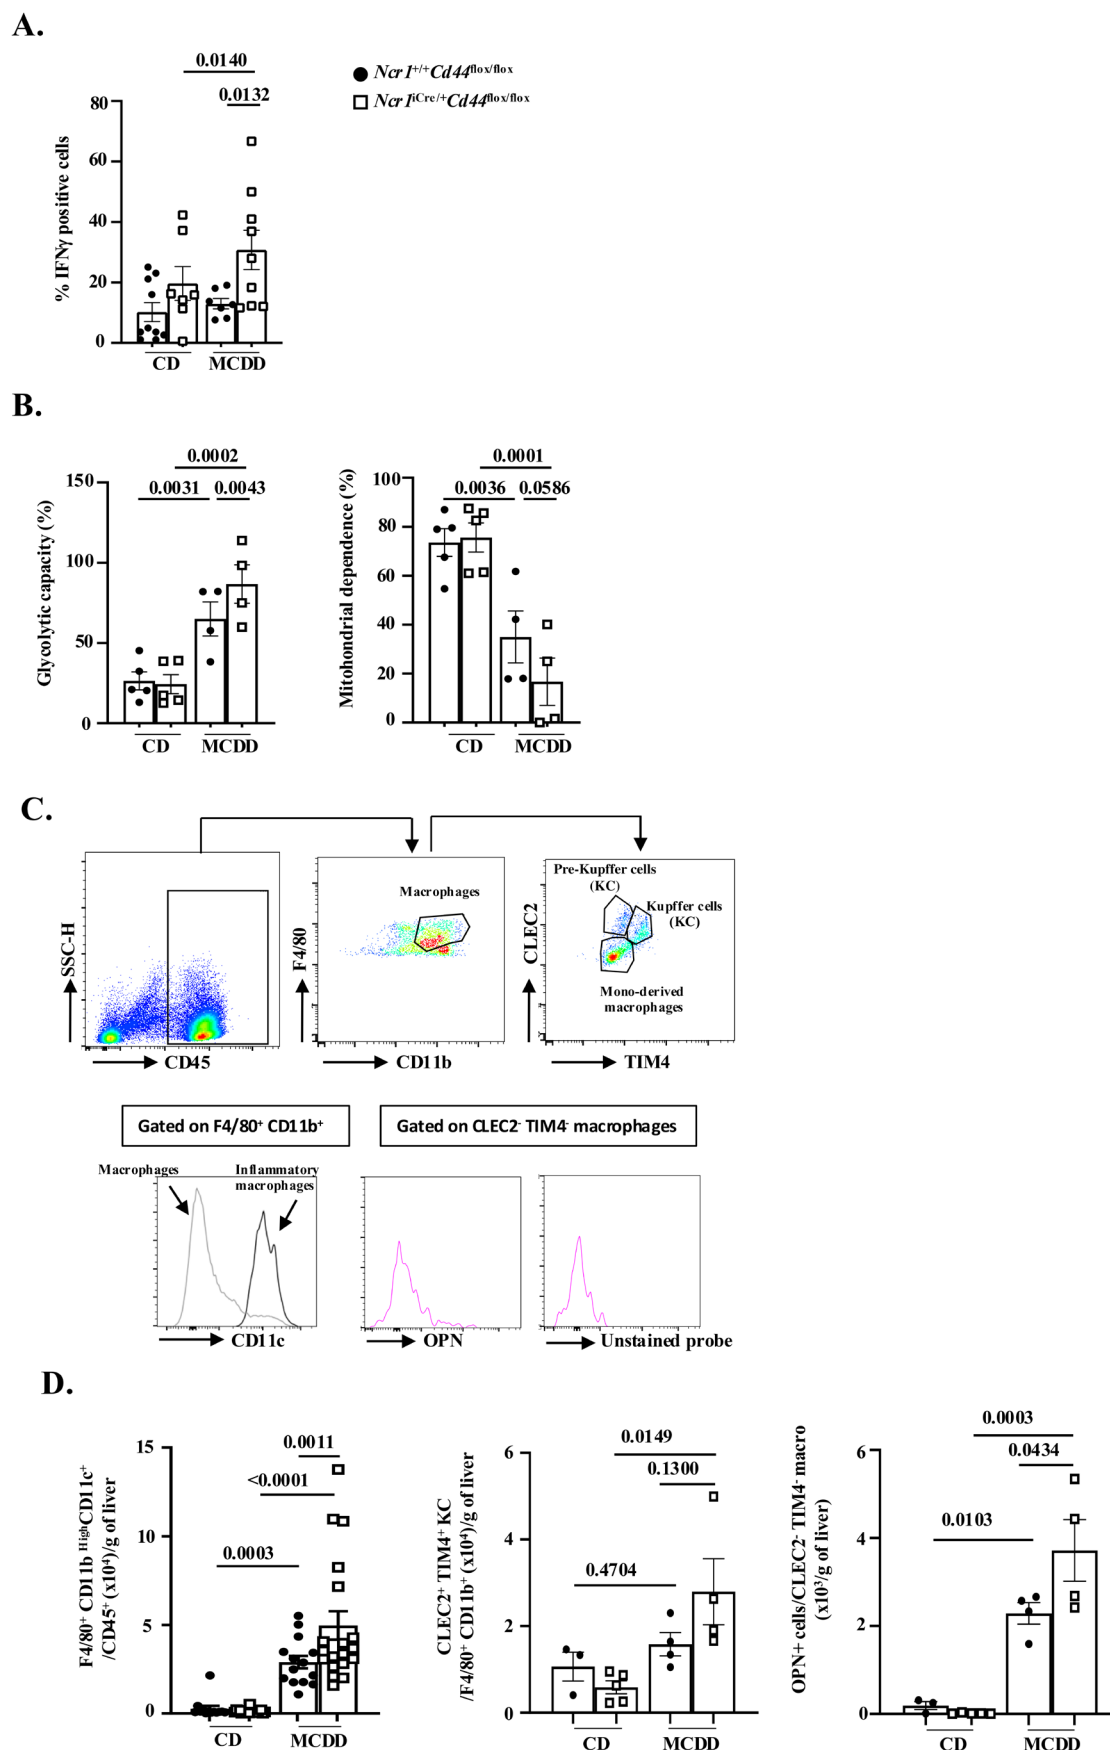 A.
0.0140
0.0132
Ncr1+/+Cd44flox/flox
Ncr1iCre/+Cd44flox/flox
% IFNγ positive cells
80
60
40
20
0
CD
MCDD
B.
Glycolytic capacity (%)
150
100
50
0
0.0002
0.0031
0.0043
CD
MCDD
Mitohondrial dependence (%)
100
80
60
40
20
0
0.0001
0.0036
0.0586
CD
MCDD
C.
SSC-H
CD45
F4/80
Macrophages
CD11b
CLEC2
Pre-Kupffer cells
(KC)
Kupffer cells
(KC)
Mono-derived
macrophages
TIM4
Gated on F4/80+ CD11b+
Gated on CLEC2- TIM4- macrophages
Macrophages
Inflammatory
macrophages
CD11c
OPN
Unstained probe
D.
F4/80+ CD11b HighCD11c+
/CD45+ (x10⁴)/g of liver
15
10
5
0
0.0011
<0.0001
0.0003
CD
MCDD
CLEC2+ TIM4+ KC
/F4/80+ CD11b+ (x10⁴)/g of liver
6
4
2
0
0.0149
0.1300
0.4704
CD
MCDD
OPN+ cells/CLEC2- TIM4- macro
(x10³/g of liver)
6
4
2
0
0.0003
0.0434
0.0103
CD
MCDD